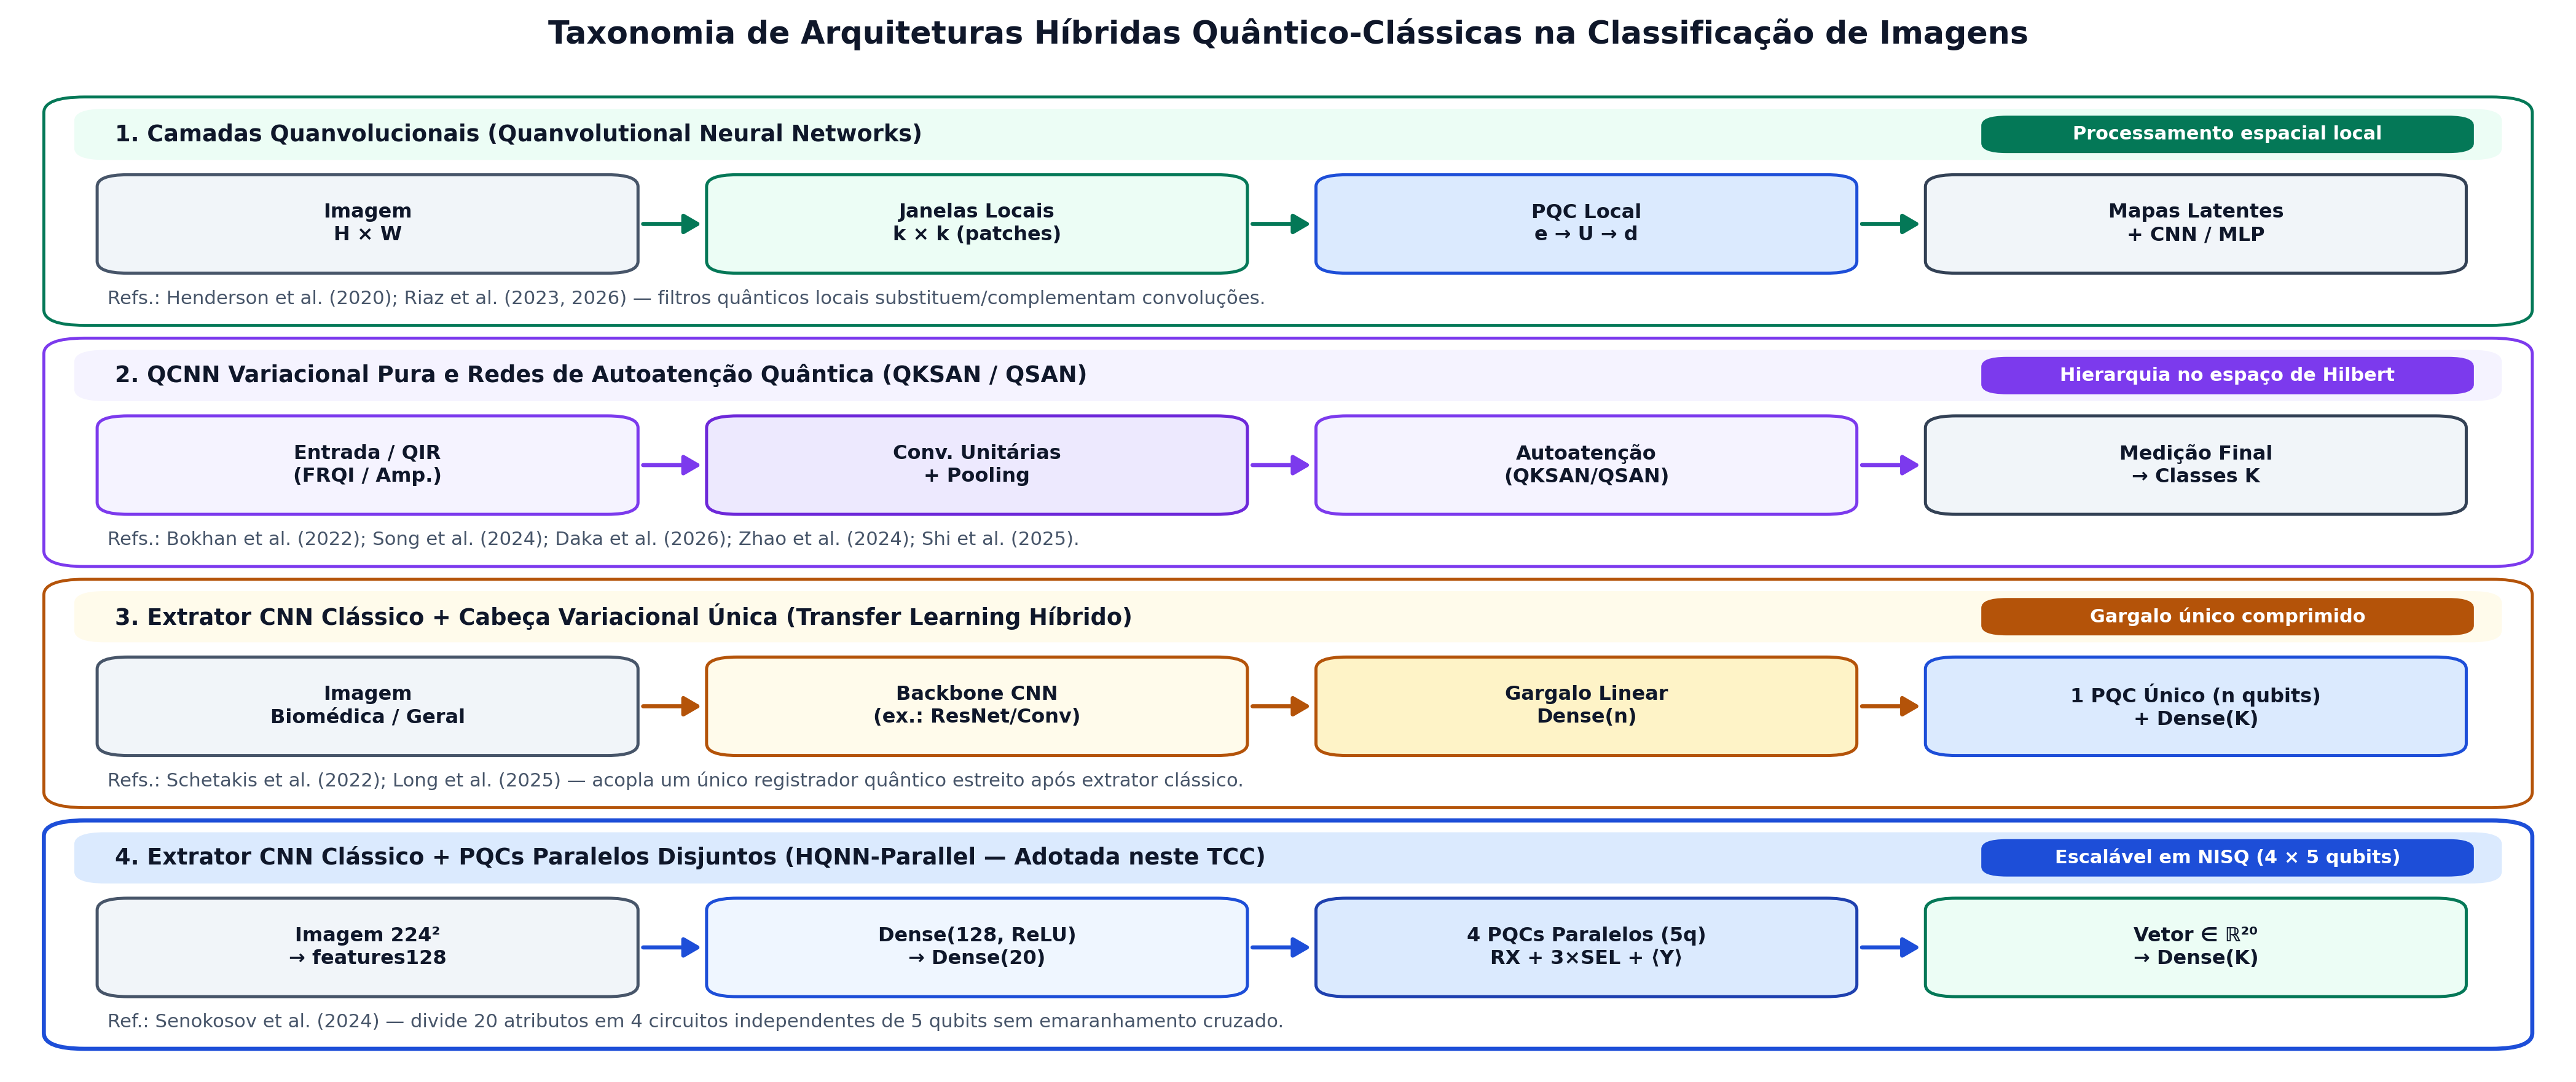 Taxonomia de Arquiteturas Híbridas Quântico-Clássicas na Classificação de Imagens
1. Camadas Quanvolucionais (Quanvolutional Neural Networks)
Processamento espacial local
Imagem
H × W
Janelas Locais
k × k (patches)
PQC Local
e → U → d
Mapas Latentes
+ CNN / MLP
Refs.: Henderson et al. (2020); Riaz et al. (2023, 2026) — filtros quânticos locais substituem/complementam convoluções.
2. QCNN Variacional Pura e Redes de Autoatenção Quântica (QKSAN / QSAN)
Hierarquia no espaço de Hilbert
Entrada / QIR
(FRQI / Amp.)
Conv. Unitárias
+ Pooling
Autoatenção
(QKSAN/QSAN)
Medição Final
→ Classes K
Refs.: Bokhan et al. (2022); Song et al. (2024); Daka et al. (2026); Zhao et al. (2024); Shi et al. (2025).
3. Extrator CNN Clássico + Cabeça Variacional Única (Transfer Learning Híbrido)
Gargalo único comprimido
Imagem
Biomédica / Geral
Backbone CNN
(ex.: ResNet/Conv)
Gargalo Linear
Dense(n)
1 PQC Único (n qubits)
+ Dense(K)
Refs.: Schetakis et al. (2022); Long et al. (2025) — acopla um único registrador quântico estreito após extrator clássico.
4. Extrator CNN Clássico + PQCs Paralelos Disjuntos (HQNN-Parallel — Adotada neste TCC)
Escalável em NISQ (4 × 5 qubits)
Imagem 224²
→ features128
Dense(128, ReLU)
→ Dense(20)
4 PQCs Paralelos (5q)
RX + 3×SEL + ⟨Y⟩
Vetor ∈ ℝ²⁰
→ Dense(K)
Ref.: Senokosov et al. (2024) — divide 20 atributos em 4 circuitos independentes de 5 qubits sem emaranhamento cruzado.